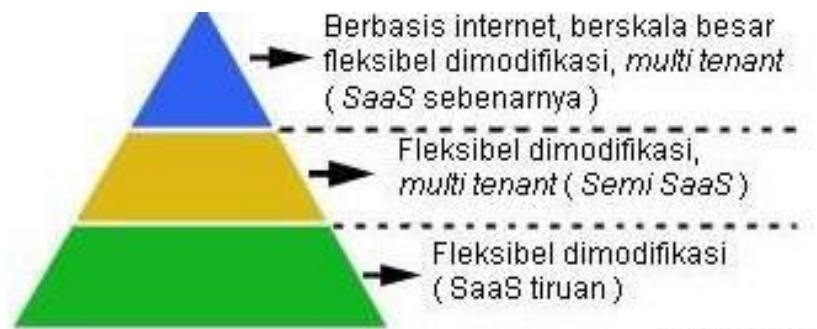 Berbasis internet, berskala besar
fleksibel dimodifikasi, multi tenant
( SaaS sebenarnya )
Fleksibel dimodifikasi,
multi tenant ( Semi SaaS )
Fleksibel dimodifikasi
( SaaS tiruan )